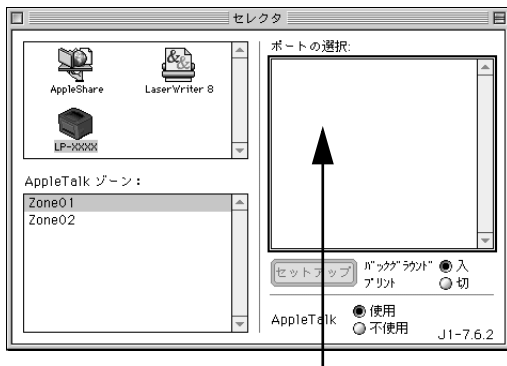 セレクタ
AppleShare
LaserWriter 8
LP-XXXX
AppleTalk ゾーン：
Zone01
Zone02
ポートの選択:
セットアップ
バックグラウンド
プリント
入
切
AppleTalk
使用
不使用
J1-7.6.2